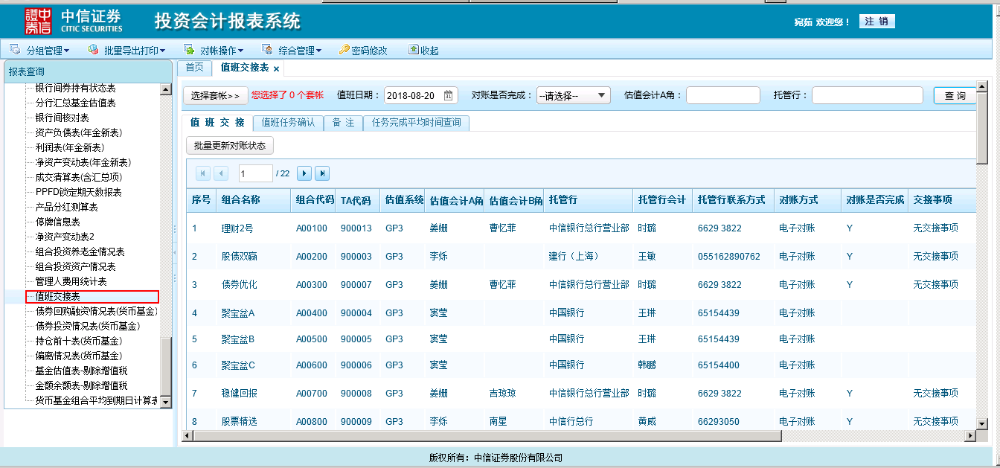 中信证券
CITIC SECURITIES
投资会计报表系统
宛茹 欢迎您！ 注 销
分组管理 批量导出打印 对帐操作 综合管理 密码修改 收起
报表查询
银行间券持有状态表
分行汇总基金估值表
银行间核对表
资产负债表(年金新表)
利润表(年金新表)
净资产变动表(年金新表)
成交清算表(含汇总项)
PPFD锁定期天数报表
产品分红测算表
停牌信息表
净资产变动表2
组合投资养老金情况表
组合投资资产情况表
管理人费用统计表
值班交接表
债券回购融资情况表(货币基金)
债券投资情况表(货币基金)
持仓前十表(货币基金)
偏离情况表(货币基金)
基金估值表-剔除增值税
金额余额表-剔除增值税
货币基金组合平均到期日计算表
首页 值班交接表 x
选择套帐>> 您选择了 0 个套帐 值班日期： 2018-08-20 对账是否完成： --请选择-- 估值会计A角： 托管行： 查 询
值 班 交 接 值班任务确认 备 注 任务完成平均时间查询
批量更新对账状态
1 / 22
序号 组合名称 组合代码 TA代码 估值系统 估值会计A角 估值会计B角 托管行 托管行会计 托管行联系方式 对账方式 对账是否完成 交接事项
1 理财2号 A00100 900013 GP3 姜姗 曹忆菲 中信银行总行营业部 时璐 6629 3822 电子对账 Y 无交接事项
2 股债双赢 A00200 900003 GP3 李烁 建行（上海） 王敏 055162890762 电子对账 Y 无交接事项
3 债券优化 A00300 900007 GP3 姜姗 曹忆菲 中信银行总行营业部 时璐 6629 3822 电子对账 Y 无交接事项
4 聚宝盆A A00400 900004 GP3 窦莹 中国银行 王琳 65154439 电子对账
5 聚宝盆B A00500 900005 GP3 窦莹 中国银行 王琳 65154439 电子对账
6 聚宝盆C A00600 900006 GP3 窦莹 中国银行 韩鹏 65154400 电子对账
7 稳健回报 A00700 900008 GP3 姜姗 吉琼琼 中信银行总行营业部 时璐 6629 3822 电子对账 Y 无交接事项
8 股票精选 A00800 900009 GP3 李烁 南星 中信行总行 黄威 66293050 电子对账 Y 无交接事项
版权所有：中信证券股份有限公司